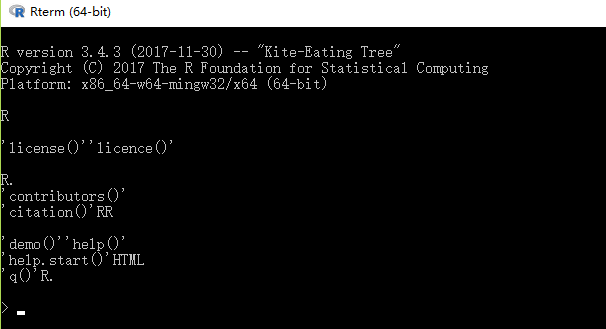 Rterm (64-bit)
R version 3.4.3 (2017-11-30) -- "Kite-Eating Tree"
Copyright (C) 2017 The R Foundation for Statistical Computing
Platform: x86_64-w64-mingw32/x64 (64-bit)
R
'license()''licence()'
R.
'contributors()'
'citation()'RR
'demo()''help()'
'help.start()'HTML
'q()'R.
>